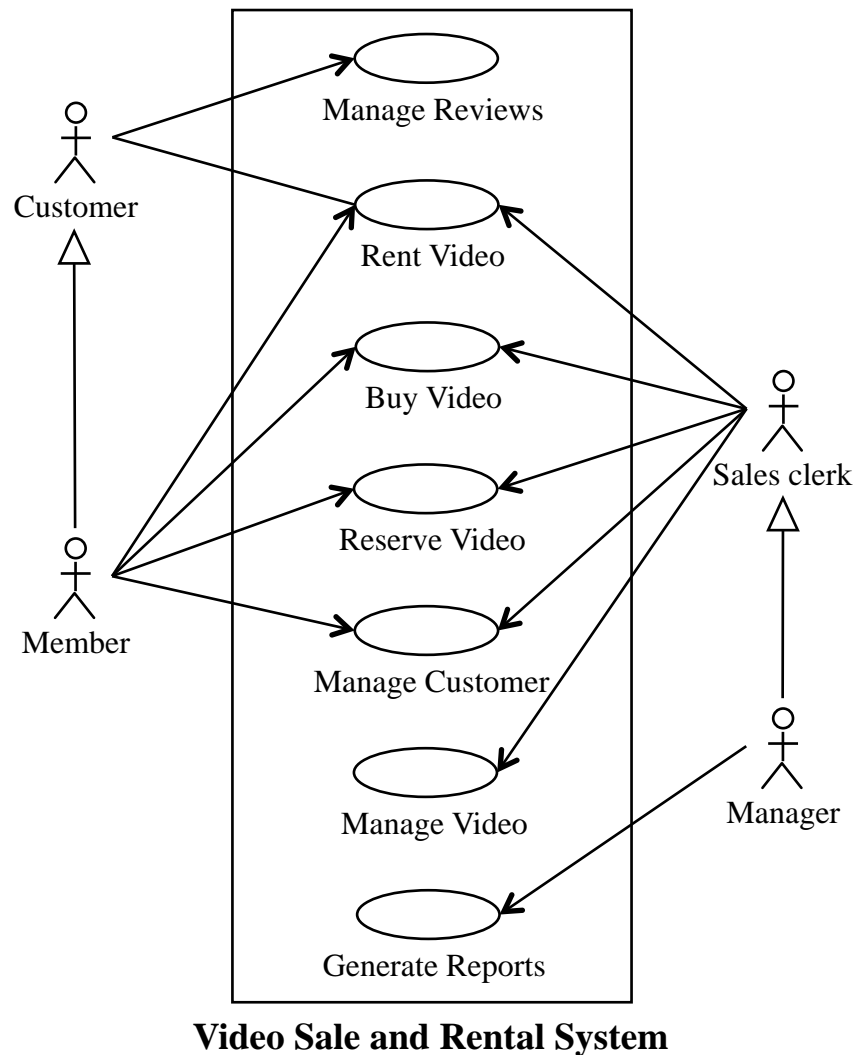 Manage Reviews
Customer
Rent Video
Buy Video
Sales clerk
Reserve Video
Member
Manage Customer
Manager
Manage Video
Generate Reports
Video Sale and Rental System